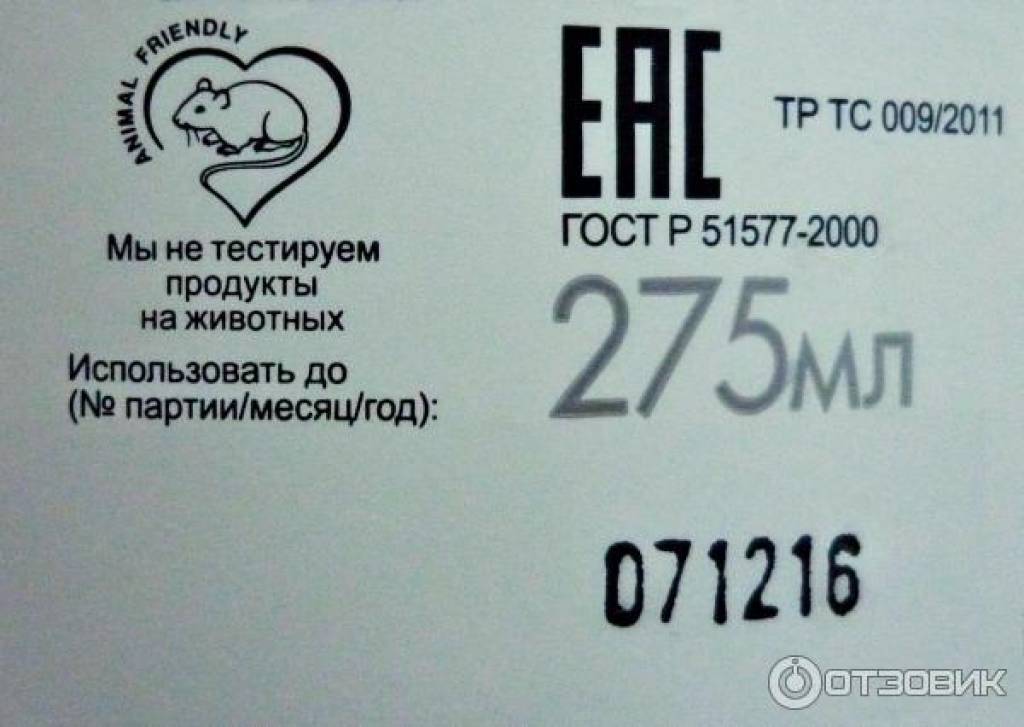 ANIMAL FRIENDLY
Мы не тестируем
продукты
на животных
Использовать до
(№ партии/месяц/год):
EAC
ТР ТС 009/2011
ГОСТ Р 51577-2000
275мл
071216
ОТЗОВИК